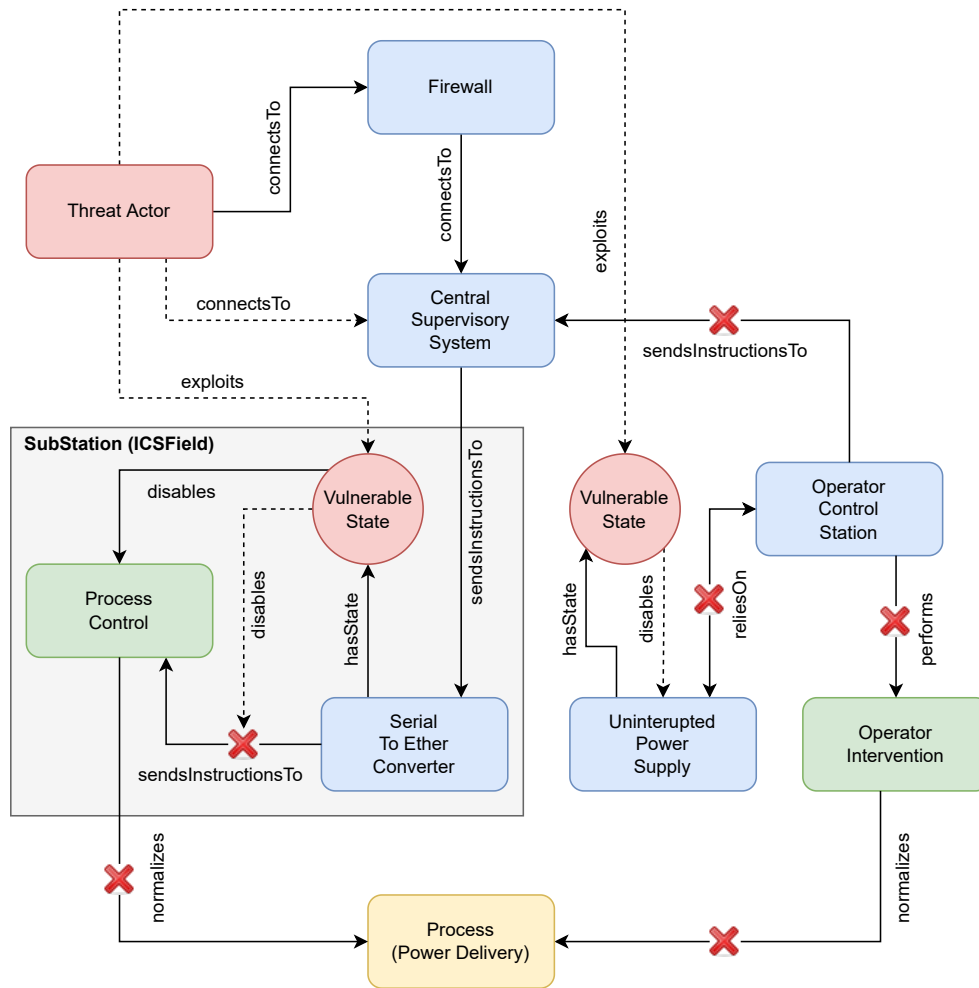 Firewall
connectsTo
connectsTo
Threat Actor
exploits
connectsTo
Central
Supervisory
System
sendsInstructionsTo
exploits
SubStation (ICSField)
disables
Vulnerable
State
sendsInstructionsTo
Vulnerable
State
Operator
Control
Station
Process
Control
disables
hasState
hasState
disables
reliesOn
performs
Serial
To Ether
Converter
sendsInstructionsTo
Uninterupted
Power
Supply
Operator
Intervention
normalizes
normalizes
Process
(Power Delivery)